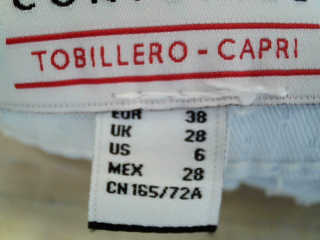 TOBILLERO - CAPRI
EUR 38
UK 28
US 6
MEX 28
CN 165/72A